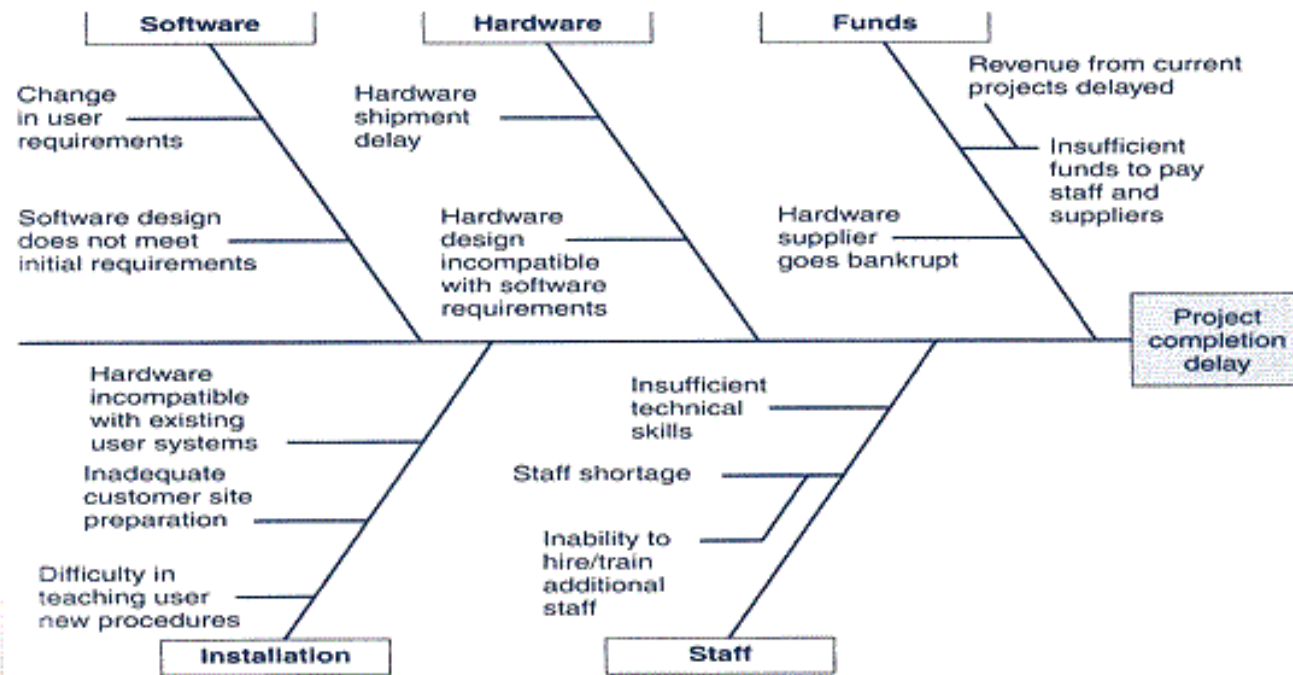 Software
Hardware
Funds
Change
in user
requirements
Software design
does not meet
initial requirements
Hardware
shipment
delay
Hardware
design
incompatible
with software
requirements
Revenue from current
projects delayed
Insufficient
funds to pay
staff and
suppliers
Hardware
supplier
goes bankrupt
Project
completion
delay
Hardware
incompatible
with existing
user systems
Inadequate
customer site
preparation
Difficulty in
teaching user
new procedures
Installation
Insufficient
technical
skills
Staff shortage
Inability to
hire/train
additional
staff
Staff